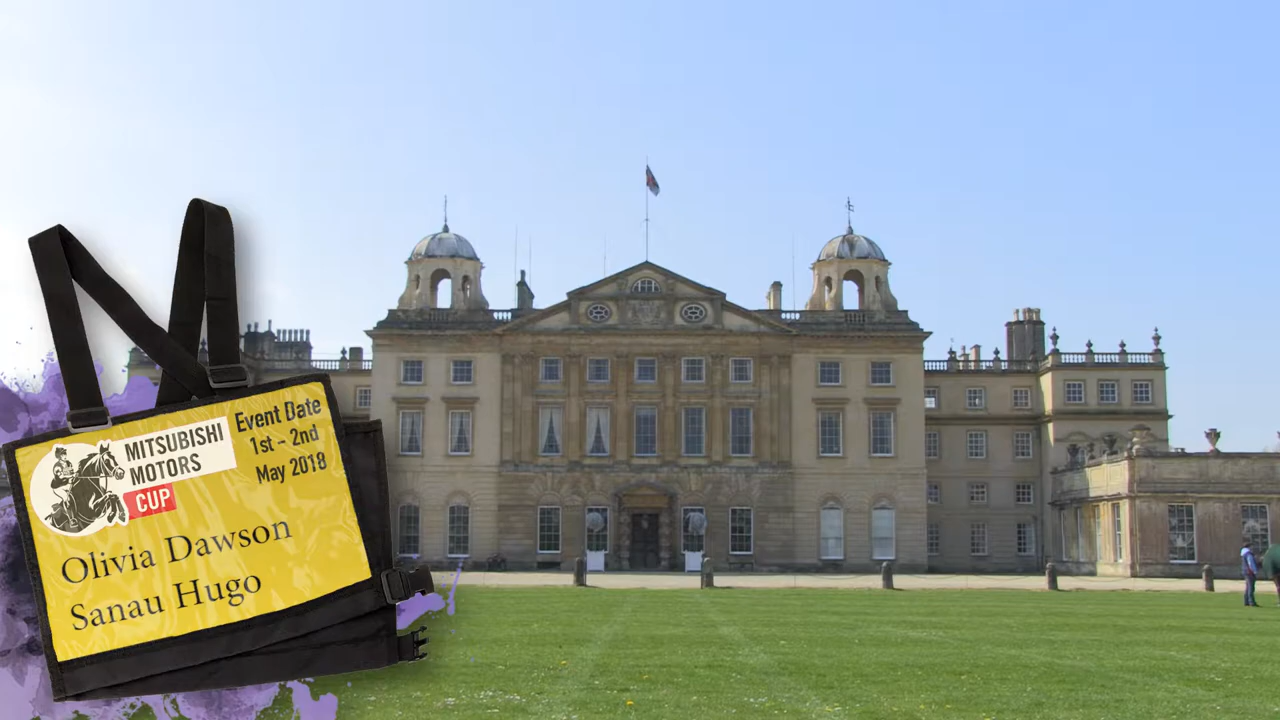 MITSUBISHI
MOTORS
CUP
Event Date
1st - 2nd
May 2018
Olivia Dawson
Sanau Hugo